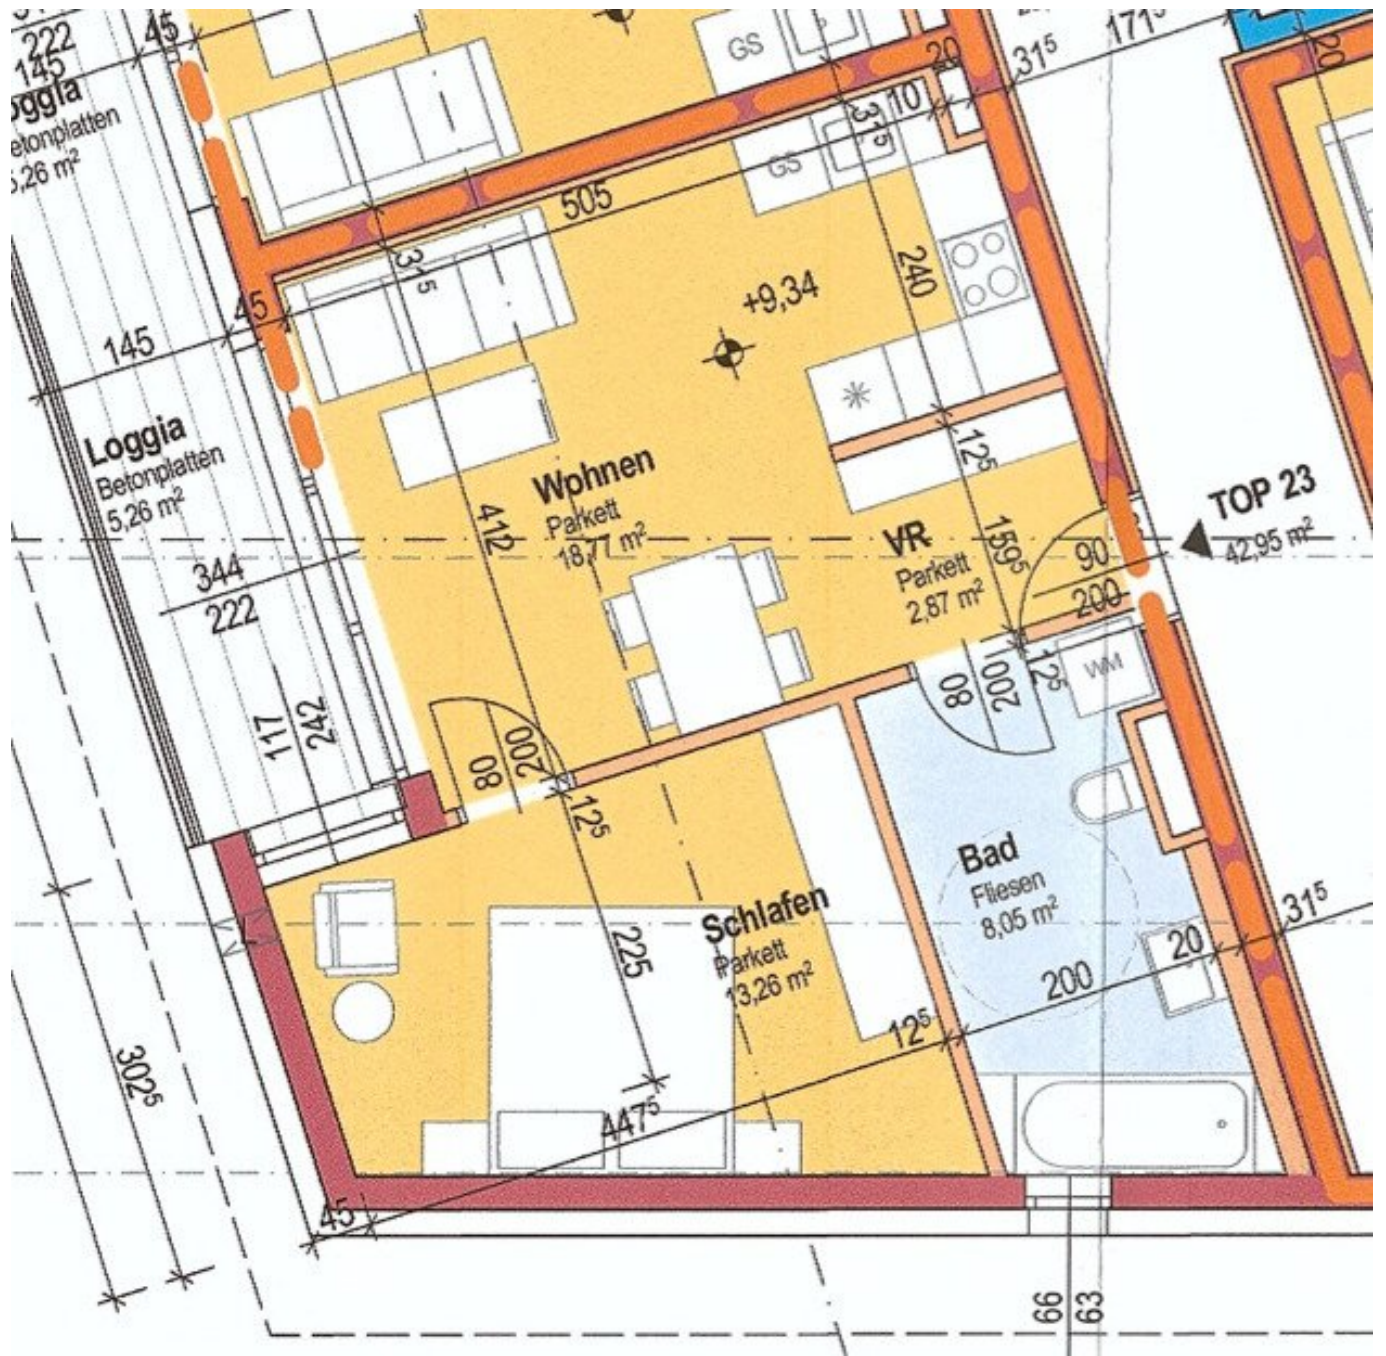 222
145
45
etonplatten
5,26 m²
GS
20
31⁵
171⁵
20
10
31⁵
GS
505
31⁵
240
+9,34
45
145
Loggia
Betonplatten
5,26 m²
Wohnen
Parkett
18,77 m²
412
12⁵
159⁵
VR
Parkett
2,87 m²
TOP 23
42,95 m²
90
200
344
222
117
242
80
200
12⁵
80
200
12⁵
WM
Bad
Fliesen
8,05 m²
Schlafen
Parkett
13,26 m²
225
31⁵
20
200
12⁵
447⁵
302⁵
45
66
63